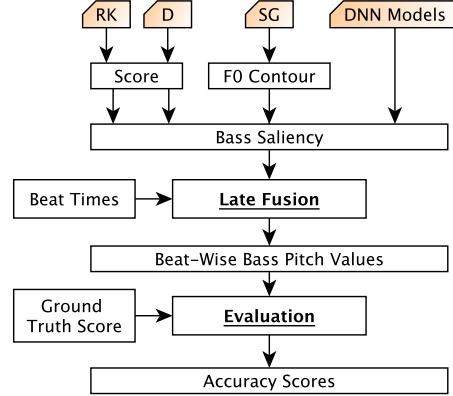 RK D SG DNN Models
Score F0 Contour
Bass Saliency
Beat Times
Late Fusion
Beat-Wise Bass Pitch Values
Ground
Truth Score
Evaluation
Accuracy Scores